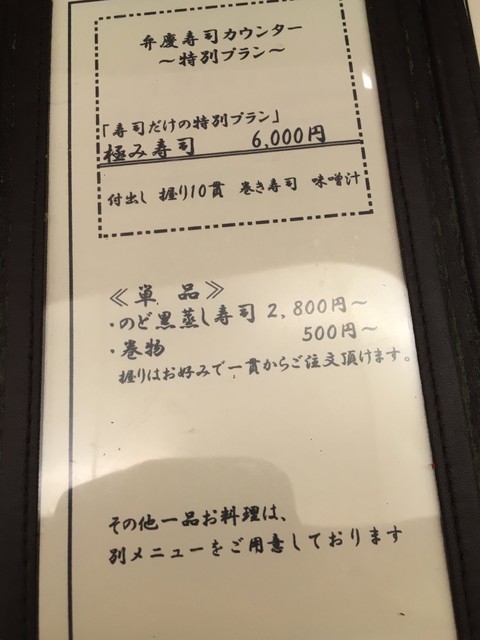 弁慶寿司カウンター
～特別プラン～
「寿司だけの特別プラン」
極み寿司 6,000円
付出し 握り10貫 巻き寿司 味噌汁
≪単 品≫
・のど黒蒸し寿司 2,800円～
・巻物 500円～
握りはお好みで一貫からご注文頂けます。
その他一品お料理は、
別メニューをご用意しております